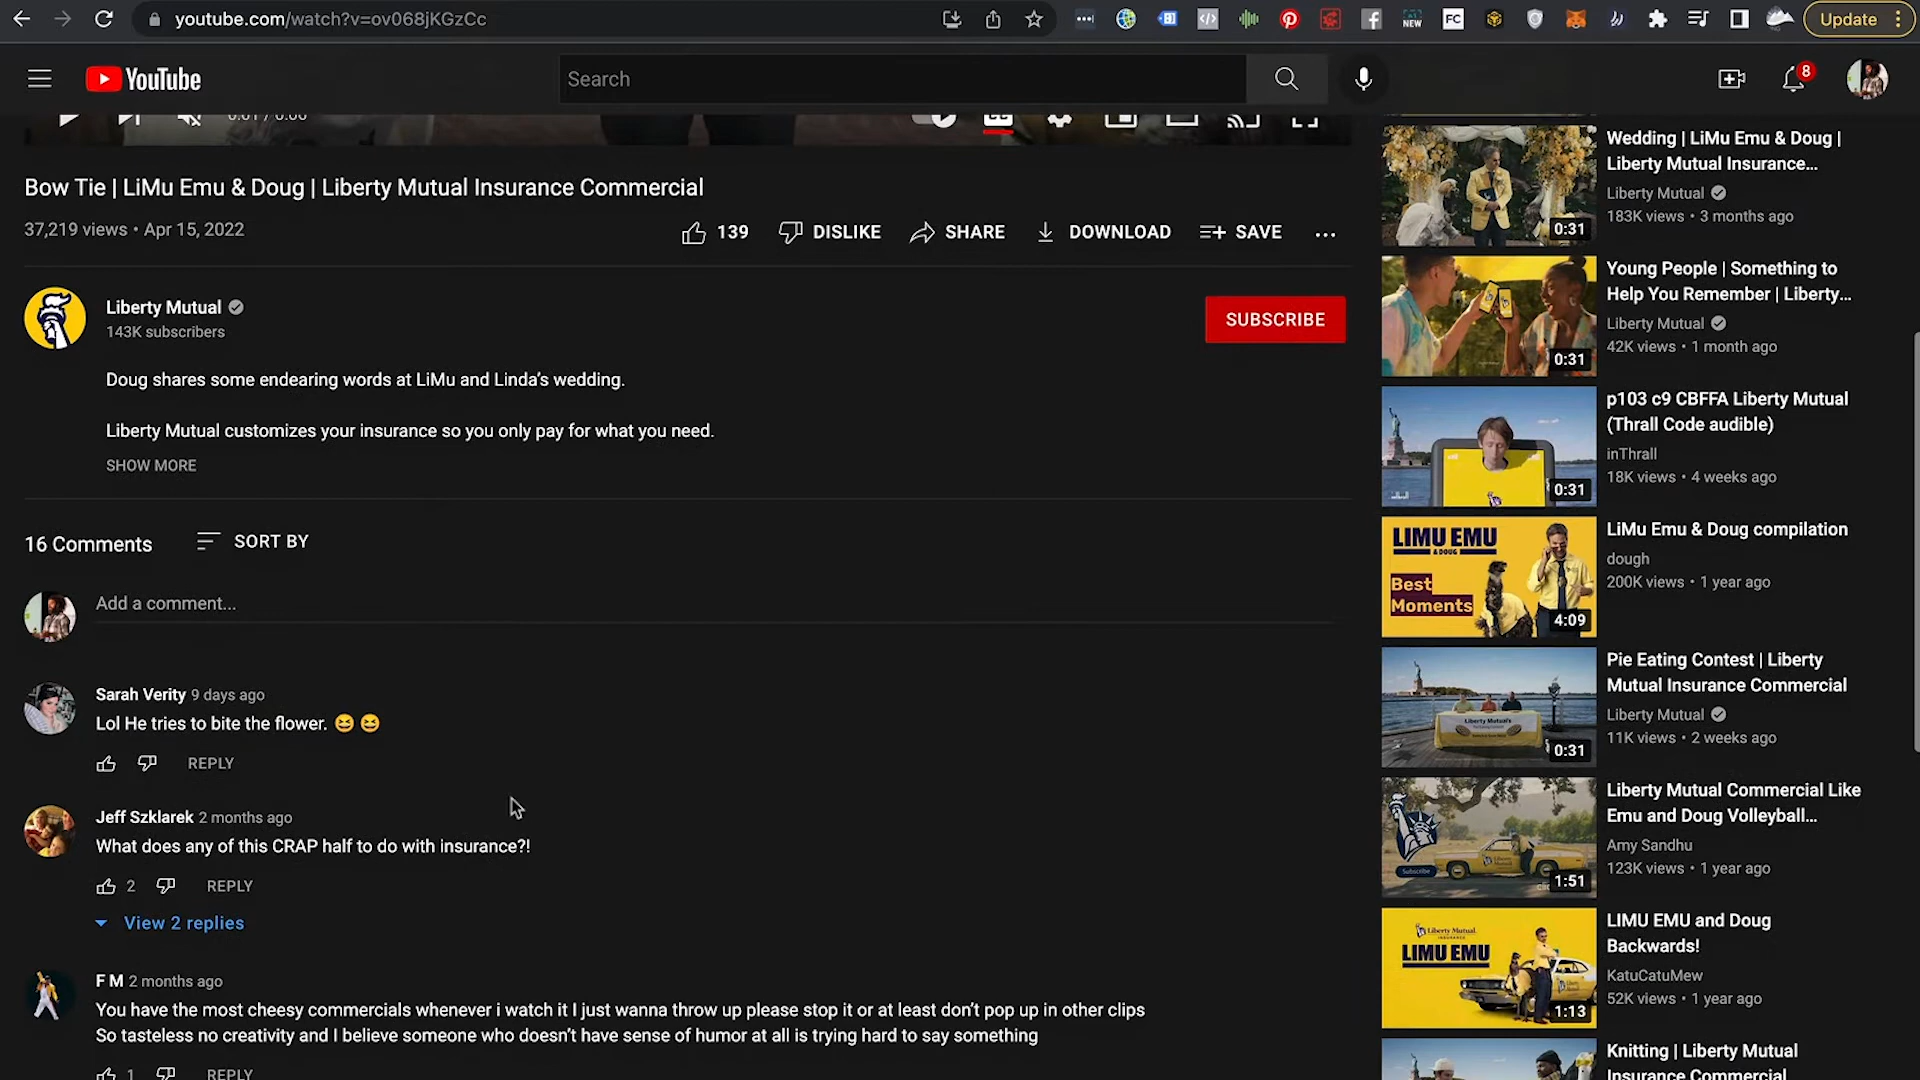 youtube.com/watch?v=ov068jKGzCc
NEW
FC
Update
YouTube
Search
8
CC
Bow Tie | LiMu Emu & Doug | Liberty Mutual Insurance Commercial
37,219 views • Apr 15, 2022
139
DISLIKE
SHARE
DOWNLOAD
SAVE
Liberty Mutual
143K subscribers
SUBSCRIBE
Doug shares some endearing words at LiMu and Linda's wedding.
Liberty Mutual customizes your insurance so you only pay for what you need.
SHOW MORE
16 Comments
SORT BY
Add a comment...
Sarah Verity 9 days ago
Lol He tries to bite the flower. 😆 😆
REPLY
Jeff Szklarek 2 months ago
What does any of this CRAP half to do with insurance?!
2
REPLY
View 2 replies
F M 2 months ago
You have the most cheesy commercials whenever i watch it I just wanna throw up please stop it or at least don't pop up in other clips
So tasteless no creativity and I believe someone who doesn't have sense of humor at all is trying hard to say something
1
REPLY
0:31
Wedding | LiMu Emu & Doug |
Liberty Mutual Insurance...
Liberty Mutual
183K views • 3 months ago
0:31
Young People | Something to
Help You Remember | Liberty...
Liberty Mutual
42K views • 1 month ago
0:31
p103 c9 CBFFA Liberty Mutual
(Thrall Code audible)
inThrall
18K views • 4 weeks ago
LIMU EMU
& DOUG
Best
Moments
4:09
LiMu Emu & Doug compilation
dough
200K views • 1 year ago
Liberty Mutual's
0:31
Pie Eating Contest | Liberty
Mutual Insurance Commercial
Liberty Mutual
11K views • 2 weeks ago
Subscribe
1:51
Liberty Mutual Commercial Like
Emu and Doug Volleyball...
Amy Sandhu
123K views • 1 year ago
Liberty Mutual
INSURANCE
LIMU EMU
1:13
LIMU EMU and Doug
Backwards!
KatuCatuMew
52K views • 1 year ago
Knitting | Liberty Mutual
Insurance Commercial